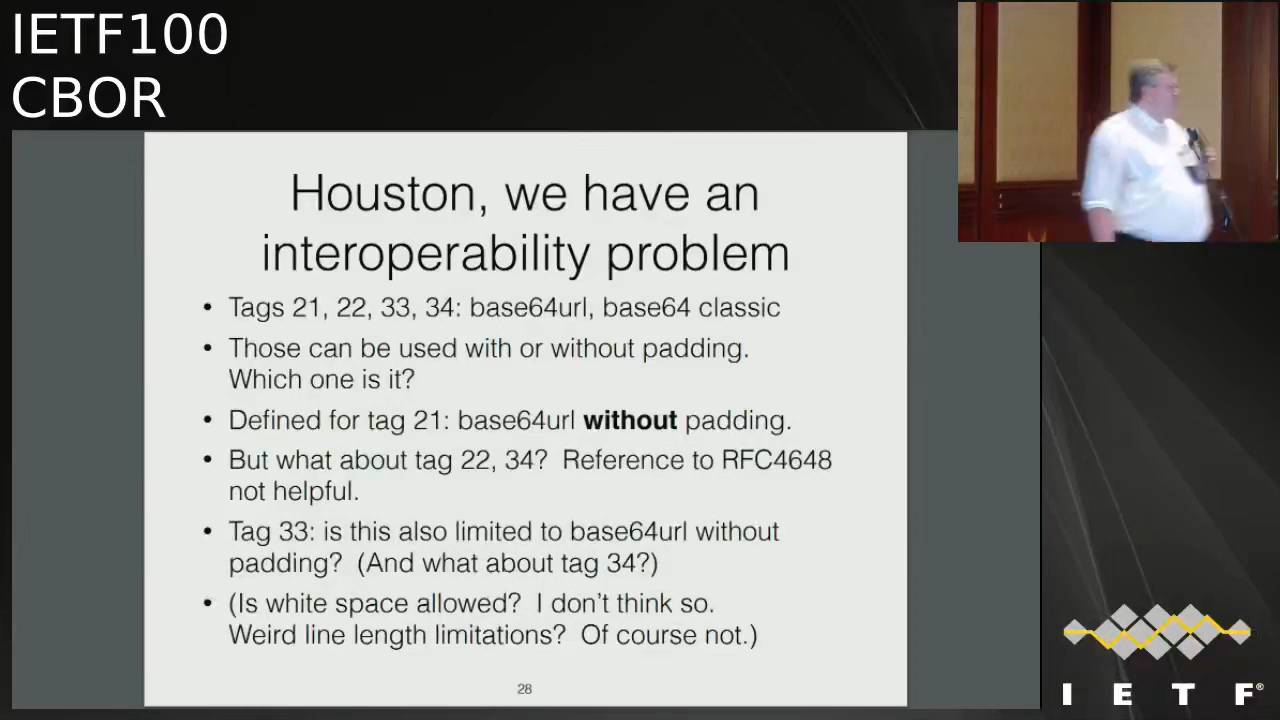 IETF100
CBOR
Houston, we have an
interoperability problem
• Tags 21, 22, 33, 34: base64url, base64 classic
• Those can be used with or without padding.
Which one is it?
• Defined for tag 21: base64url without padding.
• But what about tag 22, 34?  Reference to RFC4648
not helpful.
• Tag 33: is this also limited to base64url without
padding?  (And what about tag 34?)
• (Is white space allowed?  I don't think so.
Weird line length limitations?  Of course not.)
28
I E T F®